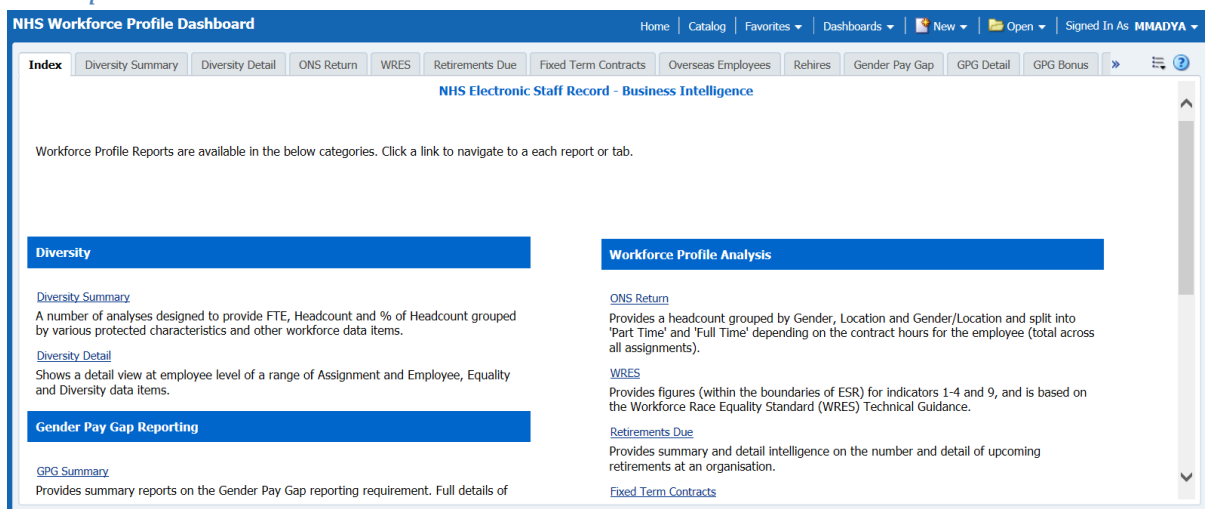 NHS Workforce Profile Dashboard
Home Catalog Favorites Dashboards New Open Signed In As MMADYA
Index Diversity Summary Diversity Detail ONS Return WRES Retirements Due Fixed Term Contracts Overseas Employees Rehires Gender Pay Gap GPG Detail GPG Bonus »
NHS Electronic Staff Record - Business Intelligence
Workforce Profile Reports are available in the below categories. Click a link to navigate to a each report or tab.
Diversity
Diversity Summary
A number of analyses designed to provide FTE, Headcount and % of Headcount grouped
by various protected characteristics and other workforce data items.
Diversity Detail
Shows a detail view at employee level of a range of Assignment and Employee, Equality
and Diversity data items.
Gender Pay Gap Reporting
GPG Summary
Provides summary reports on the Gender Pay Gap reporting requirement. Full details of
Workforce Profile Analysis
ONS Return
Provides a headcount grouped by Gender, Location and Gender/Location and split into
'Part Time' and 'Full Time' depending on the contract hours for the employee (total across
all assignments).
WRES
Provides figures (within the boundaries of ESR) for indicators 1-4 and 9, and is based on
the Workforce Race Equality Standard (WRES) Technical Guidance.
Retirements Due
Provides summary and detail intelligence on the number and detail of upcoming
retirements at an organisation.
Fixed Term Contracts